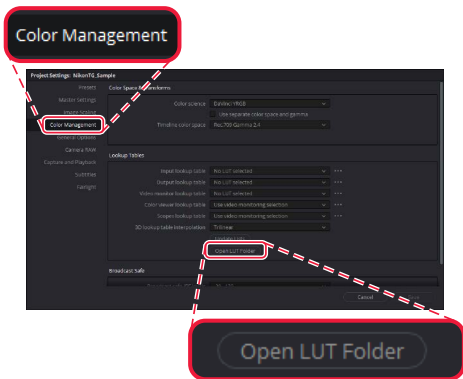 Color Management
Project Settings: NikonTG_Sample
Presets
Color Space & Transforms
Master Settings
Color science
DaVinci YRGB
Image Scaling
Use separate color space and gamma
Color Management
Timeline color space
Rec.709 Gamma 2.4
General Options
Camera RAW
Lookup Tables
Capture and Playback
Input lookup table
No LUT selected
Subtitles
Output lookup table
No LUT selected
Fairlight
Video monitor lookup table
No LUT selected
Color viewer lookup table
Use video monitoring selection
Scopes lookup table
Use video monitoring selection
3D lookup table interpolation
Trilinear
Update Lists
Open LUT Folder
Broadcast Safe
Cancel
Open LUT Folder